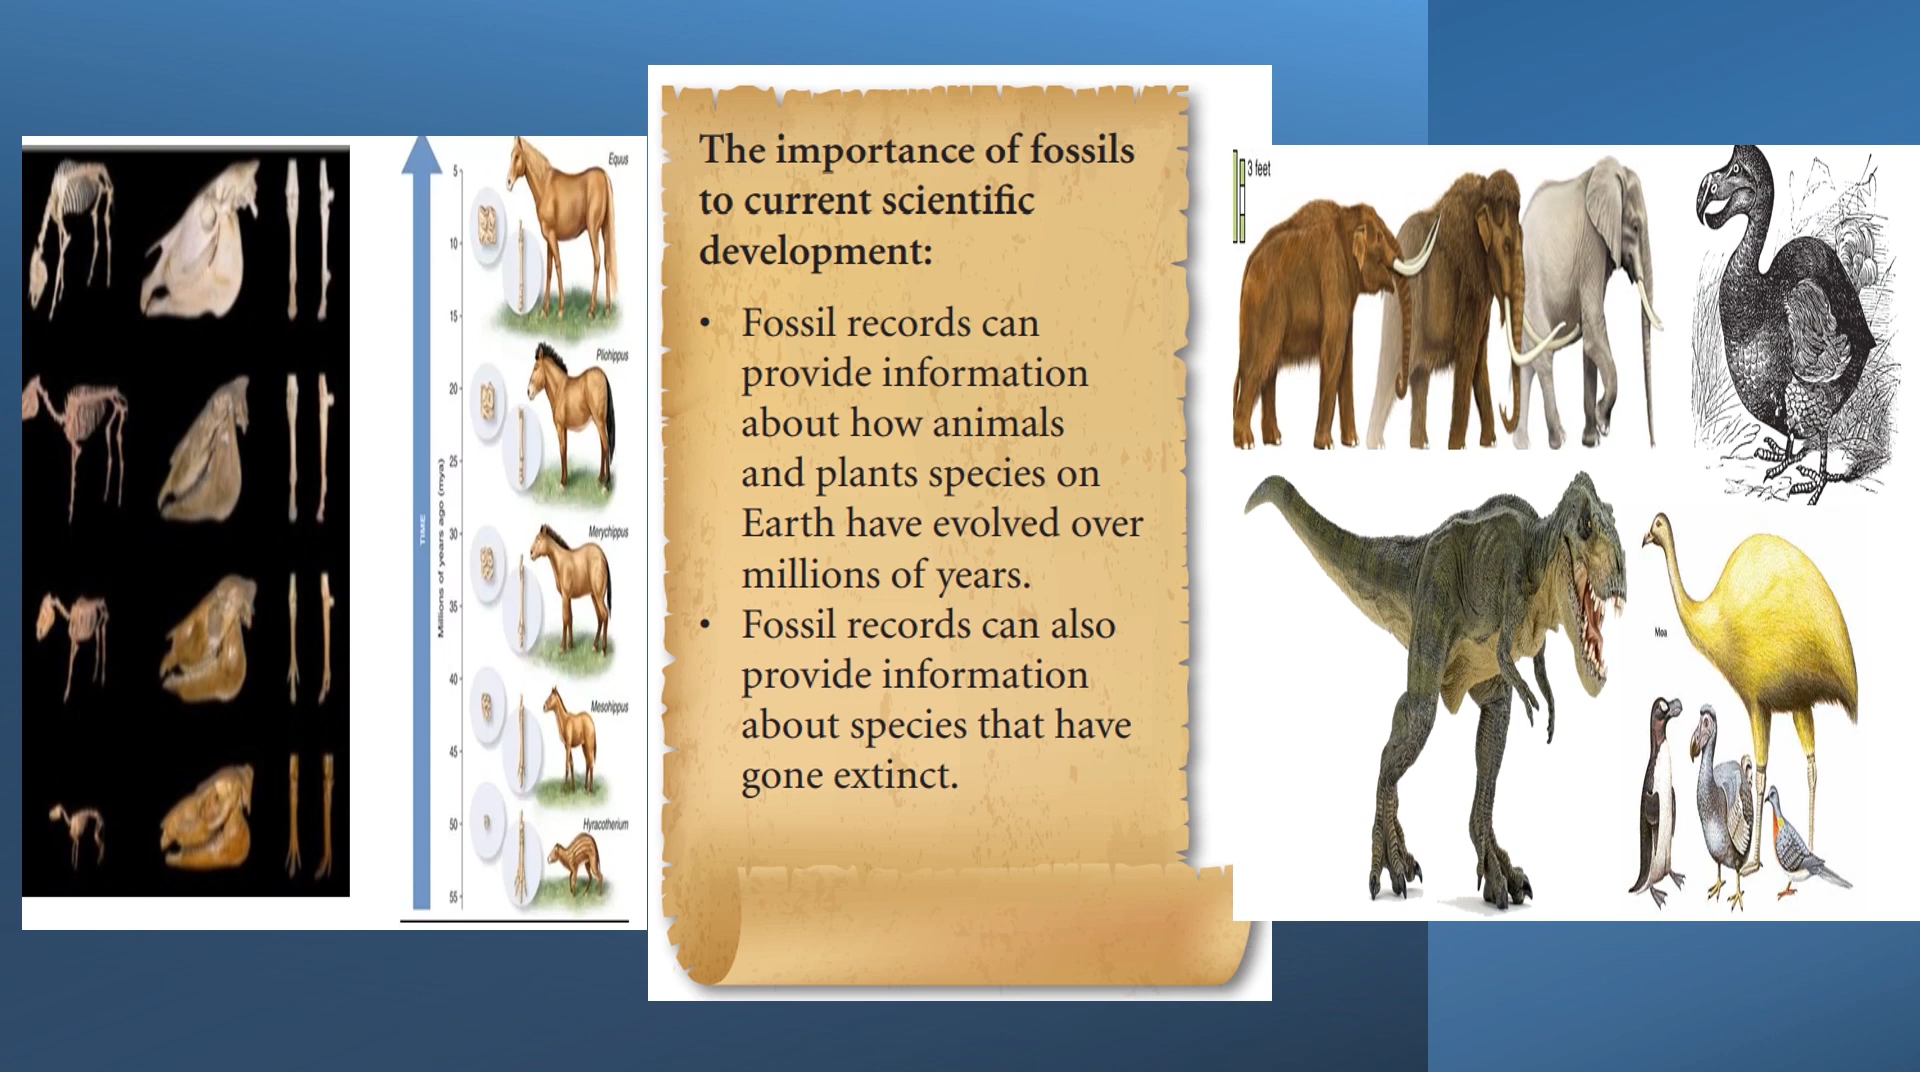 TIME
Millions of years ago (mya)
5
10
15
20
25
30
35
40
45
50
55
Equus
Pliohippus
Merychippus
Mesohippus
Hyracotherium
The importance of fossils
to current scientific
development:
• Fossil records can
provide information
about how animals
and plants species on
Earth have evolved over
millions of years.
• Fossil records can also
provide information
about species that have
gone extinct.
3 feet
Moa